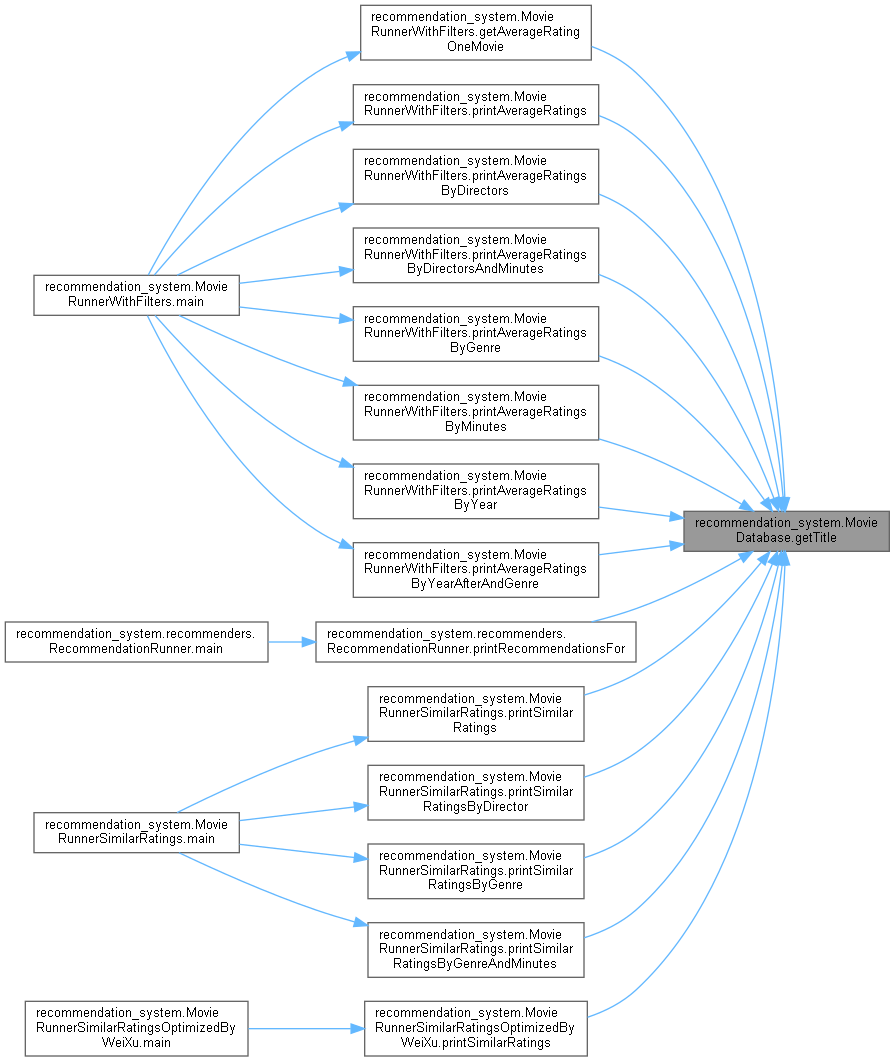 recommendation_system.Movie
RunnerWithFilters.getAverageRating
OneMovie
recommendation_system.Movie
RunnerWithFilters.printAverageRatings
recommendation_system.Movie
RunnerWithFilters.printAverageRatings
ByDirectors
recommendation_system.Movie
RunnerWithFilters.printAverageRatings
ByDirectorsAndMinutes
recommendation_system.Movie
RunnerWithFilters.main
recommendation_system.Movie
RunnerWithFilters.printAverageRatings
ByGenre
recommendation_system.Movie
RunnerWithFilters.printAverageRatings
ByMinutes
recommendation_system.Movie
RunnerWithFilters.printAverageRatings
ByYear
recommendation_system.Movie
Database.getTitle
recommendation_system.Movie
RunnerWithFilters.printAverageRatings
ByYearAfterAndGenre
recommendation_system.recommenders.
RecommendationRunner.main
recommendation_system.recommenders.
RecommendationRunner.printRecommendationsFor
recommendation_system.Movie
RunnerSimilarRatings.printSimilar
Ratings
recommendation_system.Movie
RunnerSimilarRatings.printSimilar
RatingsByDirector
recommendation_system.Movie
RunnerSimilarRatings.main
recommendation_system.Movie
RunnerSimilarRatings.printSimilar
RatingsByGenre
recommendation_system.Movie
RunnerSimilarRatings.printSimilar
RatingsByGenreAndMinutes
recommendation_system.Movie
RunnerSimilarRatingsOptimizedBy
WeiXu.main
recommendation_system.Movie
RunnerSimilarRatingsOptimizedBy
WeiXu.printSimilarRatings